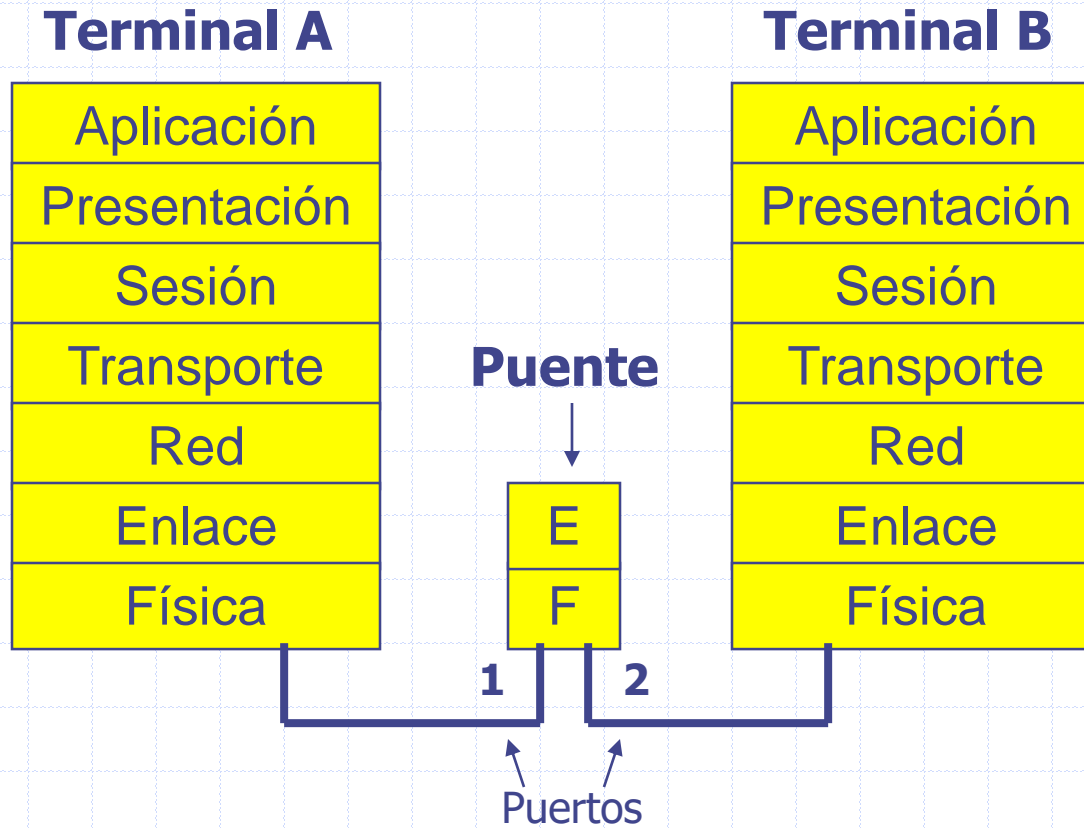 Terminal A
Terminal B
Aplicación
Presentación
Sesión
Transporte
Red
Enlace
Física
Puente
E
F
1
2
Puertos
Aplicación
Presentación
Sesión
Transporte
Red
Enlace
Física